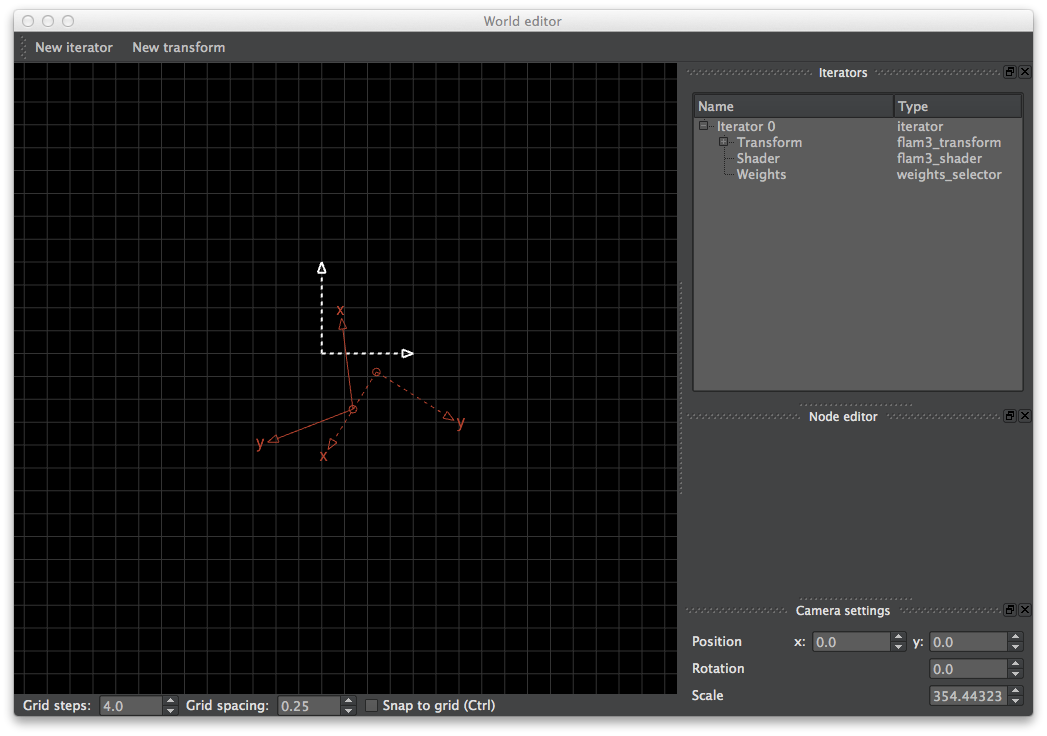 World editor
New iterator New transform
Iterators
Name Type
Iterator 0 iterator
Transform flam3_transform
Shader flam3_shader
Weights weights_selector
x
y
x
y
Node editor
Camera settings
Position x: 0.0 y: 0.0
Rotation 0.0
Scale 354.44323
Grid steps: 4.0 Grid spacing: 0.25 Snap to grid (Ctrl)